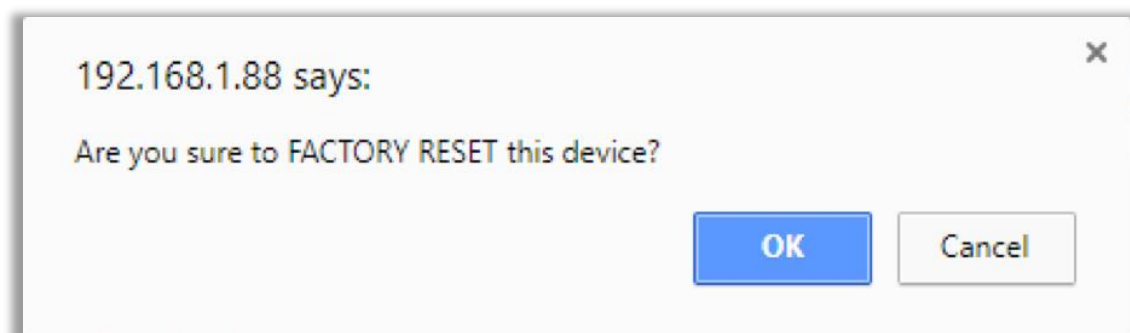 192.168.1.88 says:
Are you sure to FACTORY RESET this device?
OK
Cancel